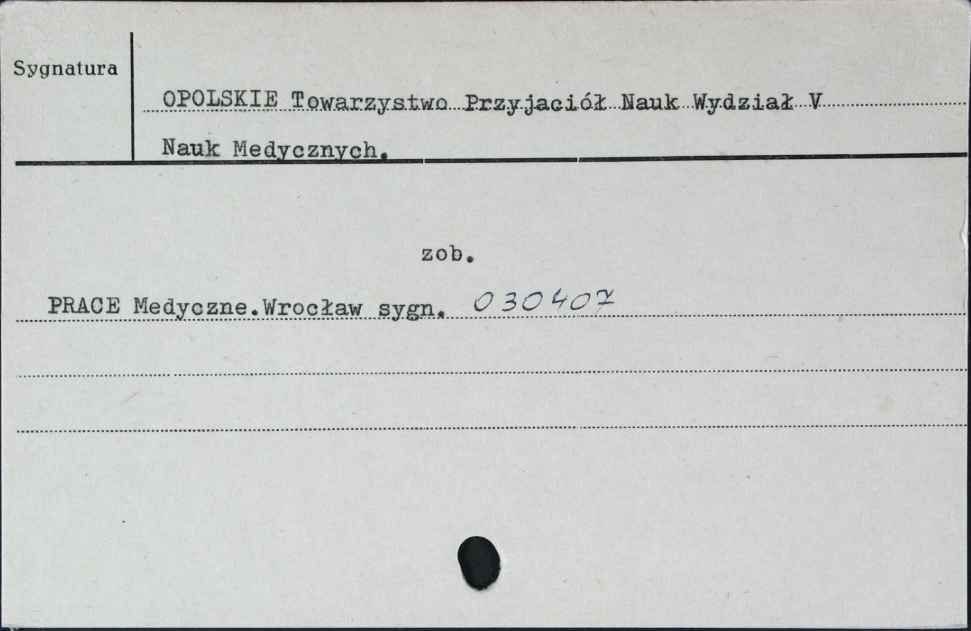 Sygnatura
OPOLSKIE Towarzystwo Przyjaciół Nauk Wydział V
Nauk Medycznych.
zob.
PRACE Medyczne.Wrocław sygn. 030407